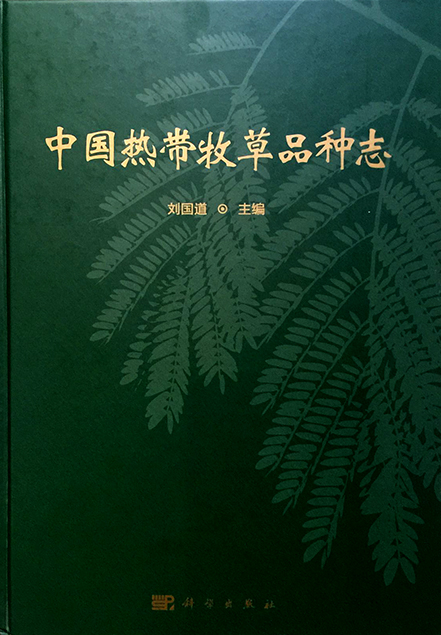 中国热带牧草品种志
刘国道 ⊙ 主编
科学出版社